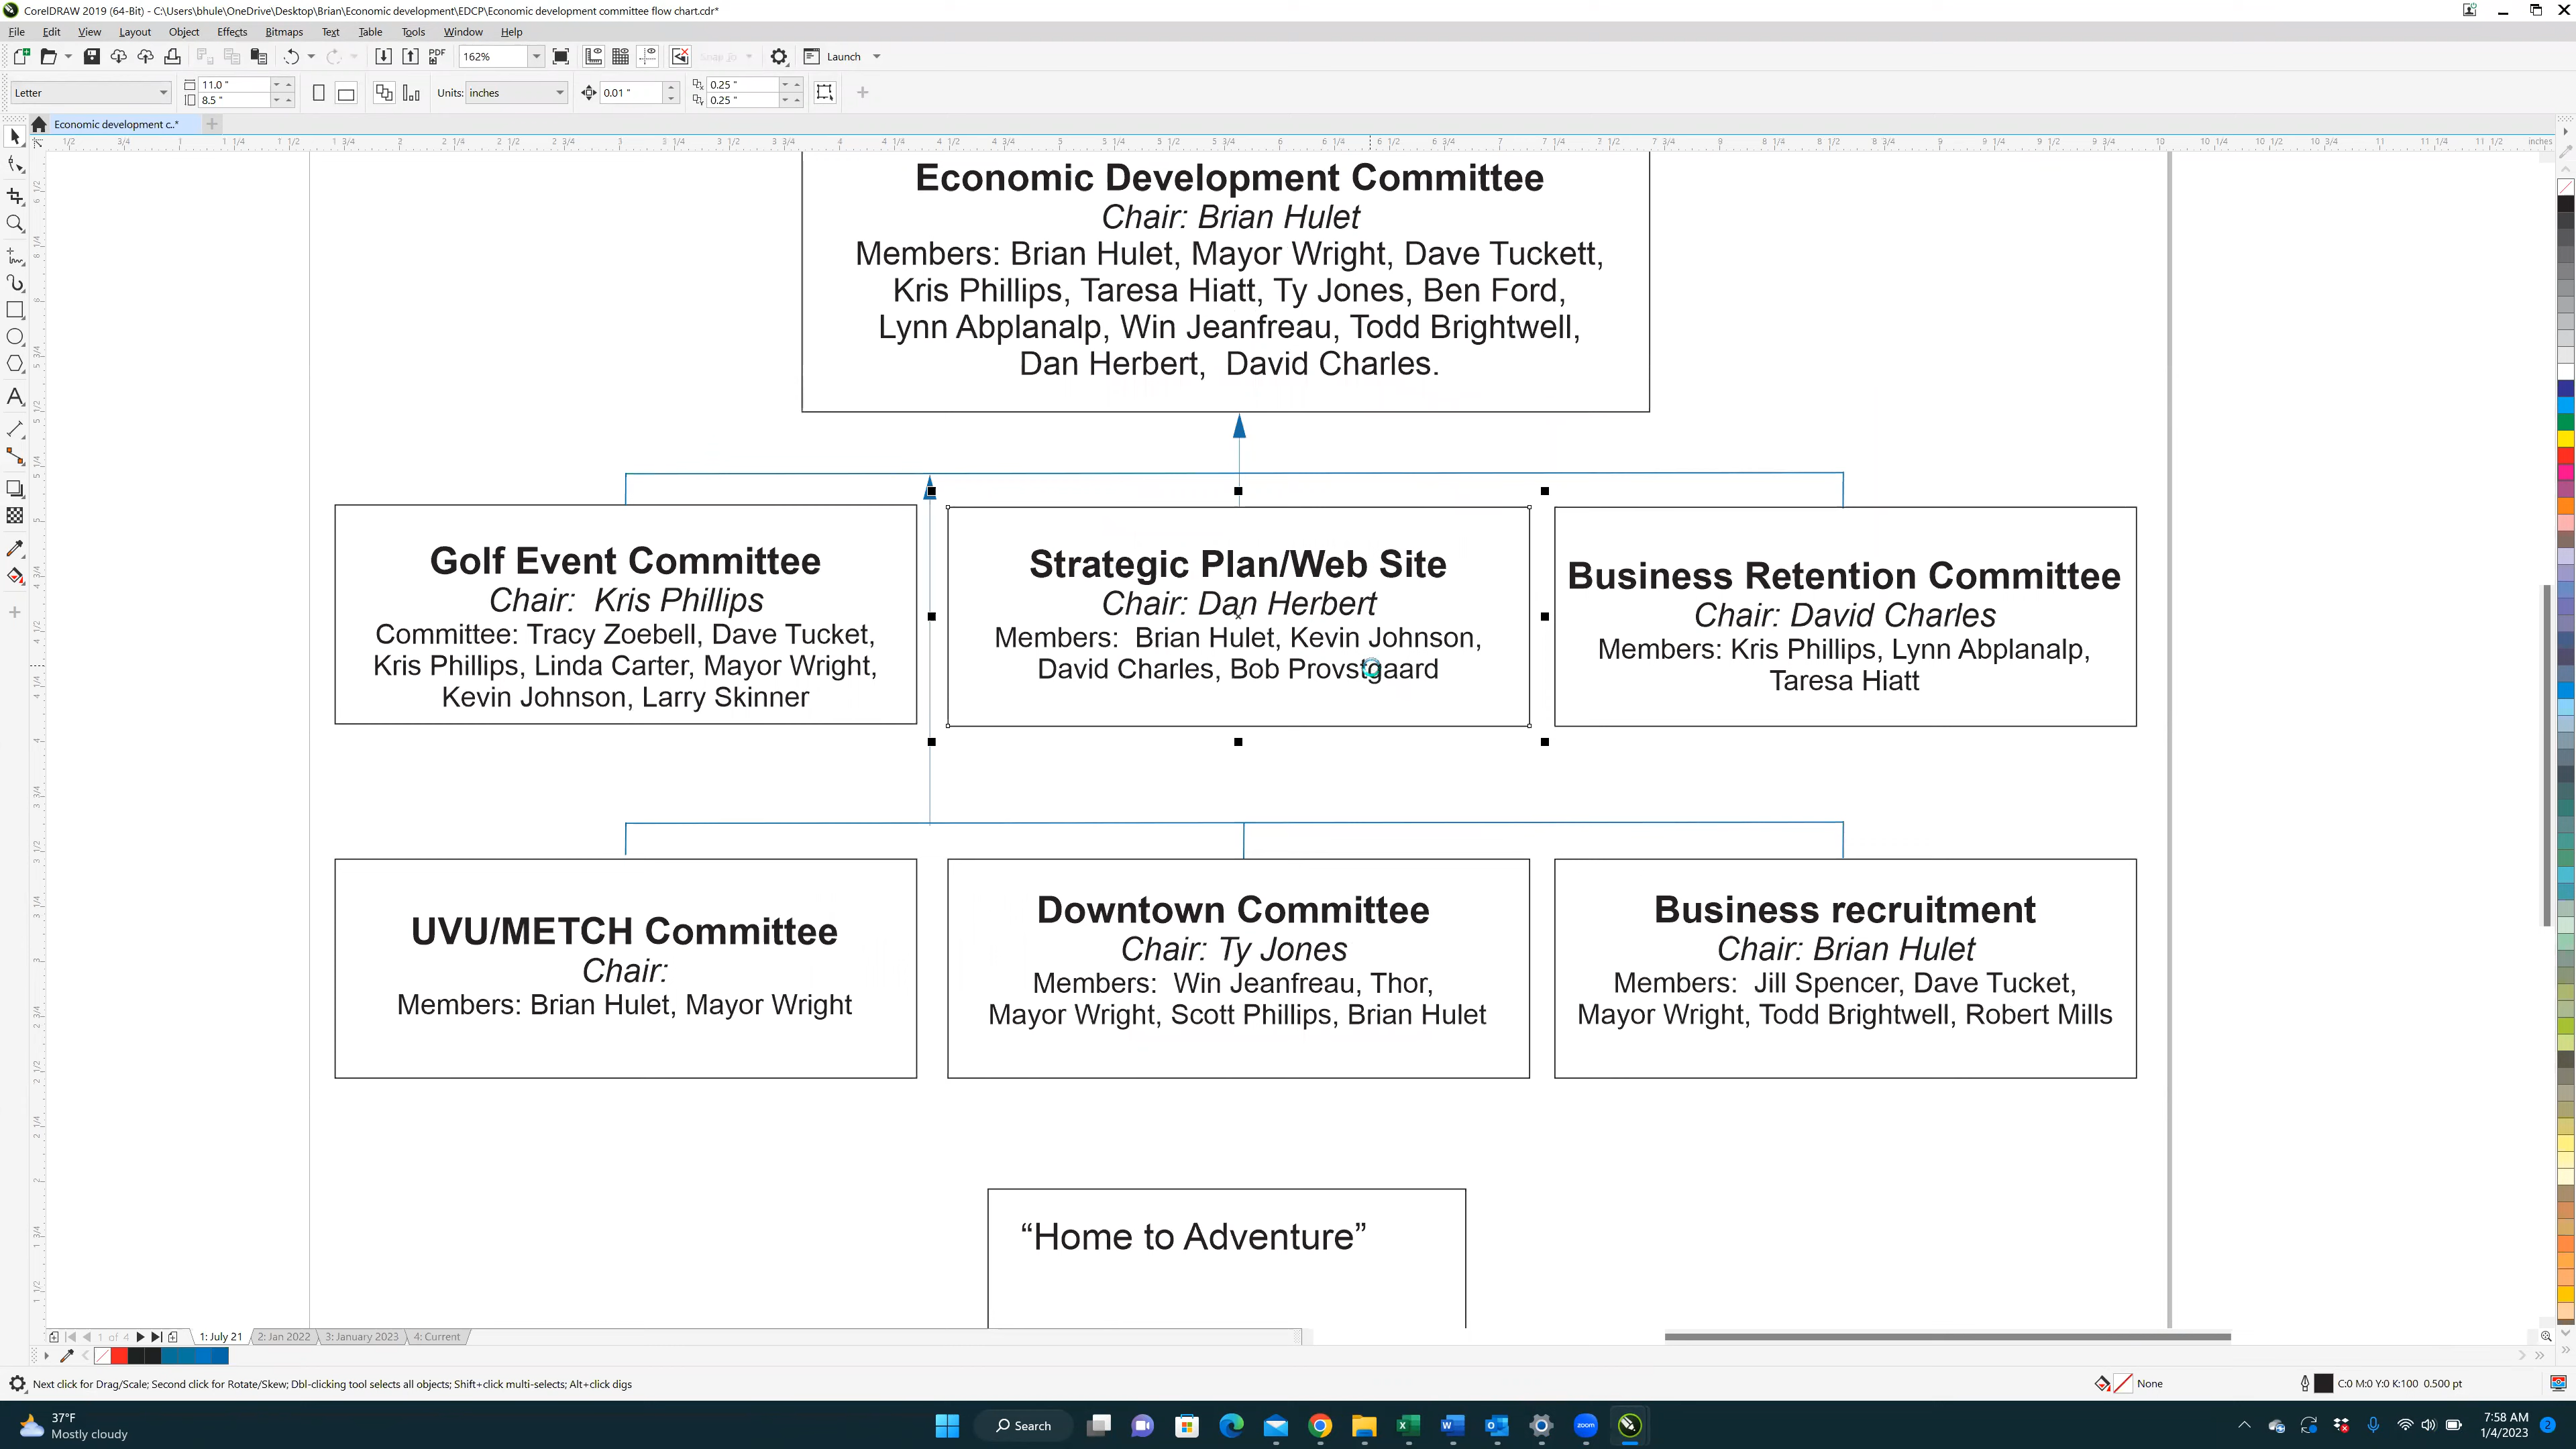 CorelDRAW 2019 (64-Bit) - C:\Users\bhule\OneDrive\Desktop\Brian\Economic development\EDCP\Economic development committee flow chart.cdr*
File Edit View Layout Object Effects Bitmaps Text Table Tools Window Help
PDF 162% Snap To Launch
Letter 11.0 " 8.5 " Units: inches 0.01 " 0.25 " 0.25 "
Economic development c..*
Economic Development Committee
Chair: Brian Hulet
Members: Brian Hulet, Mayor Wright, Dave Tuckett,
Kris Phillips, Taresa Hiatt, Ty Jones, Ben Ford,
Lynn Abplanalp, Win Jeanfreau, Todd Brightwell,
Dan Herbert,  David Charles.
Golf Event Committee
Chair:  Kris Phillips
Committee: Tracy Zoebell, Dave Tucket,
Kris Phillips, Linda Carter, Mayor Wright,
Kevin Johnson, Larry Skinner
Strategic Plan/Web Site
Chair: Dan Herbert
Members:  Brian Hulet, Kevin Johnson,
David Charles, Bob Provstgaard
Business Retention Committee
Chair: David Charles
Members: Kris Phillips, Lynn Abplanalp,
Taresa Hiatt
UVU/METCH Committee
Chair:
Members: Brian Hulet, Mayor Wright
Downtown Committee
Chair: Ty Jones
Members:  Win Jeanfreau, Thor,
Mayor Wright, Scott Phillips, Brian Hulet
Business recruitment
Chair: Brian Hulet
Members:  Jill Spencer, Dave Tucket,
Mayor Wright, Todd Brightwell, Robert Mills
“Home to Adventure”
1 of 4 1: July 21 2: Jan 2022 3: January 2023 4: Current
Next click for Drag/Scale; Second click for Rotate/Skew; Dbl-clicking tool selects all objects; Shift+click multi-selects; Alt+click digs
None
C:0 M:0 Y:0 K:100 0.500 pt
37°F
Mostly cloudy
Search
zoom
7:58 AM
1/4/2023
2